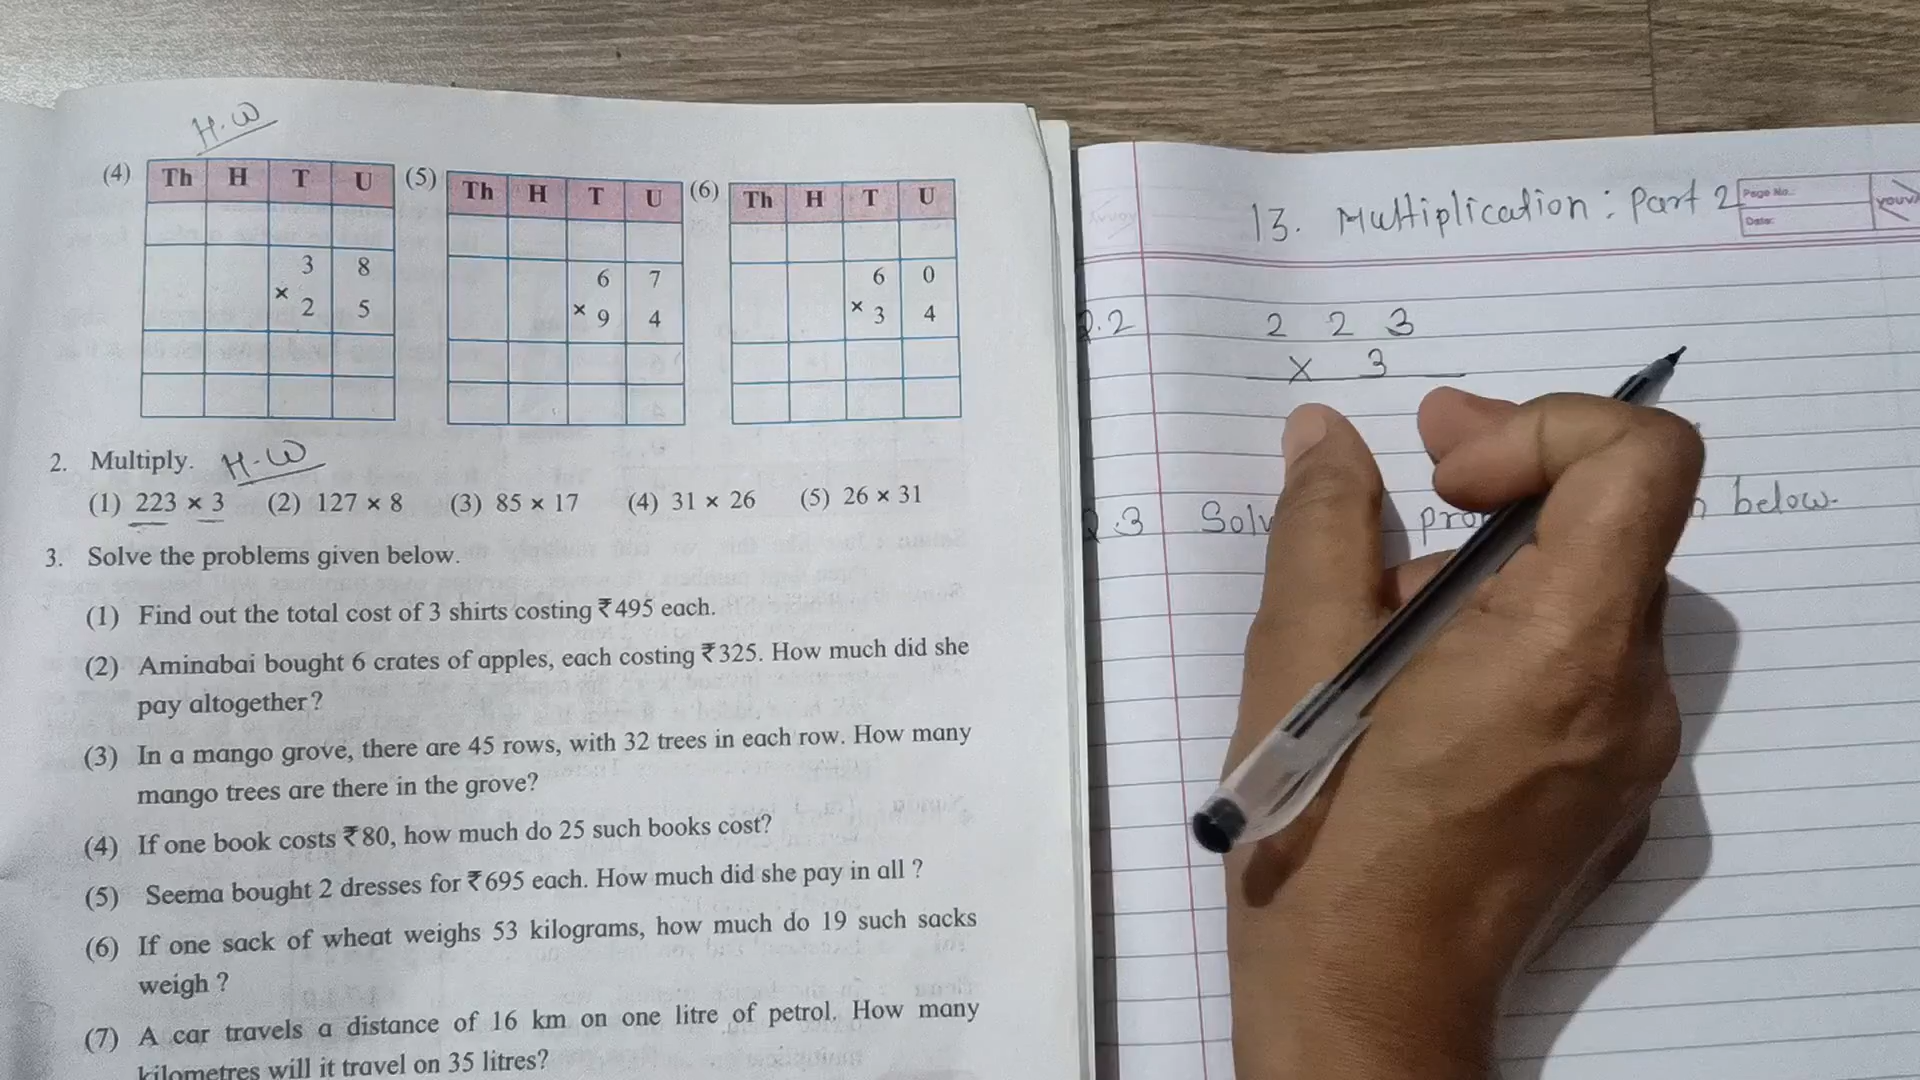 H.W
(4) Th H T U (5) Th H T U (6) Th H T U
3 8
× 2 5
6 7
× 9 4
6 0
× 3 4
2. Multiply. H.W
(1) 223 × 3 (2) 127 × 8 (3) 85 × 17 (4) 31 × 26 (5) 26 × 31
3. Solve the problems given below.
(1) Find out the total cost of 3 shirts costing ₹495 each.
(2) Aminabai bought 6 crates of apples, each costing ₹325. How much did she
pay altogether?
(3) In a mango grove, there are 45 rows, with 32 trees in each row. How many
mango trees are there in the grove?
(4) If one book costs ₹80, how much do 25 such books cost?
(5) Seema bought 2 dresses for ₹695 each. How much did she pay in all ?
(6) If one sack of wheat weighs 53 kilograms, how much do 19 such sacks
weigh ?
(7) A car travels a distance of 16 km on one litre of petrol. How many
kilometres will it travel on 35 litres?
13. Multiplication : Part 2
Page No.:
Date:
youva
Q.2 2 2 3
× 3
Q.3 Solv pro below.